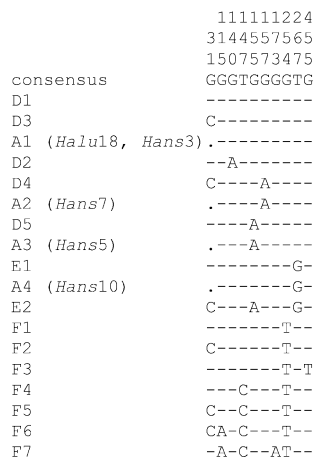 111111224
3144557565
1507573475
consensus GGGTGGGGTG
D1 ----------
D3 C---------
A1 (Halu18, Hans3) .---------
D2 --A-------
D4 C----A----
A2 (Hans7) .----A----
D5 ----A-----
A3 (Hans5) .---A-----
E1 --------G-
A4 (Hans10) .-------G-
E2 C---A---G-
F1 -------T--
F2 C------T--
F3 -------T-T
F4 ---C---T--
F5 C--C---T--
F6 CA-C---T--
F7 -A-C--AT--